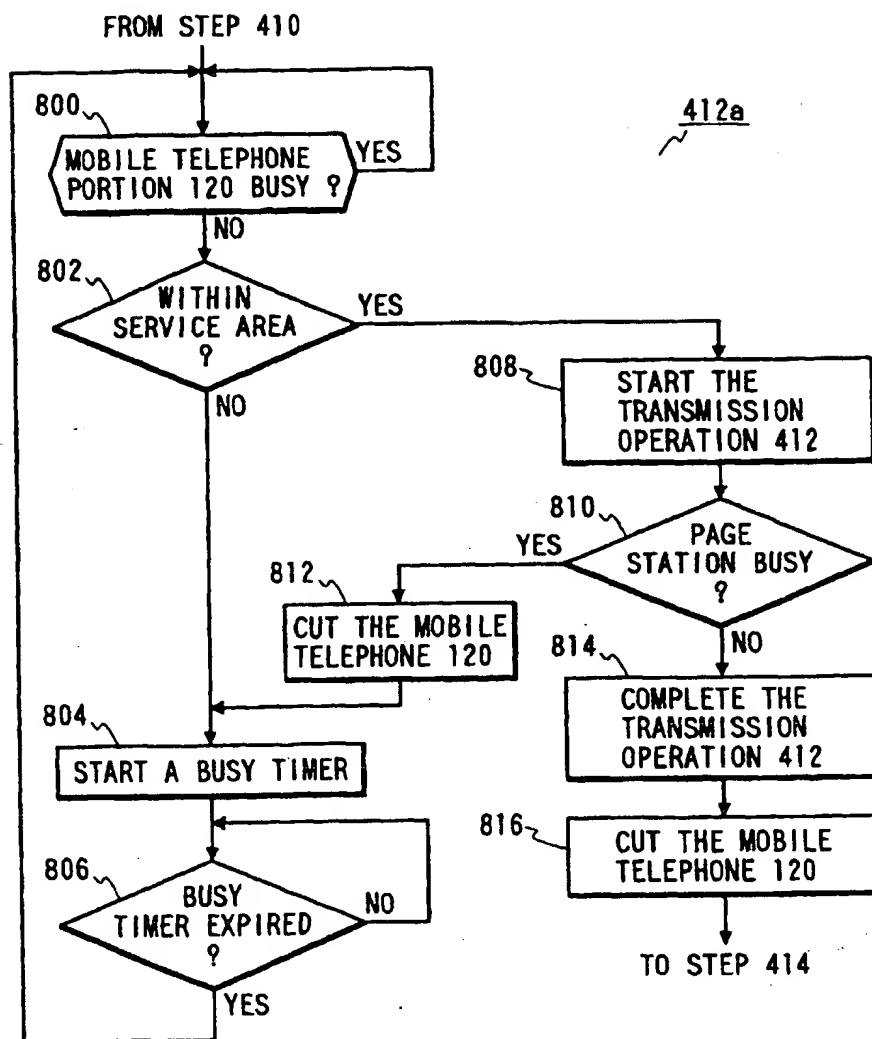 FROM STEP 410
412a
800
MOBILE TELEPHONE
PORTION 120 BUSY ?
YES
NO
802
WITHIN
SERVICE AREA
?
YES
NO
808
START THE
TRANSMISSION
OPERATION 412
810
PAGE
STATION BUSY
?
YES
NO
812
CUT THE MOBILE
TELEPHONE 120
814
COMPLETE THE
TRANSMISSION
OPERATION 412
804
START A BUSY TIMER
816
CUT THE MOBILE
TELEPHONE 120
806
BUSY
TIMER EXPIRED
?
NO
YES
TO STEP 414